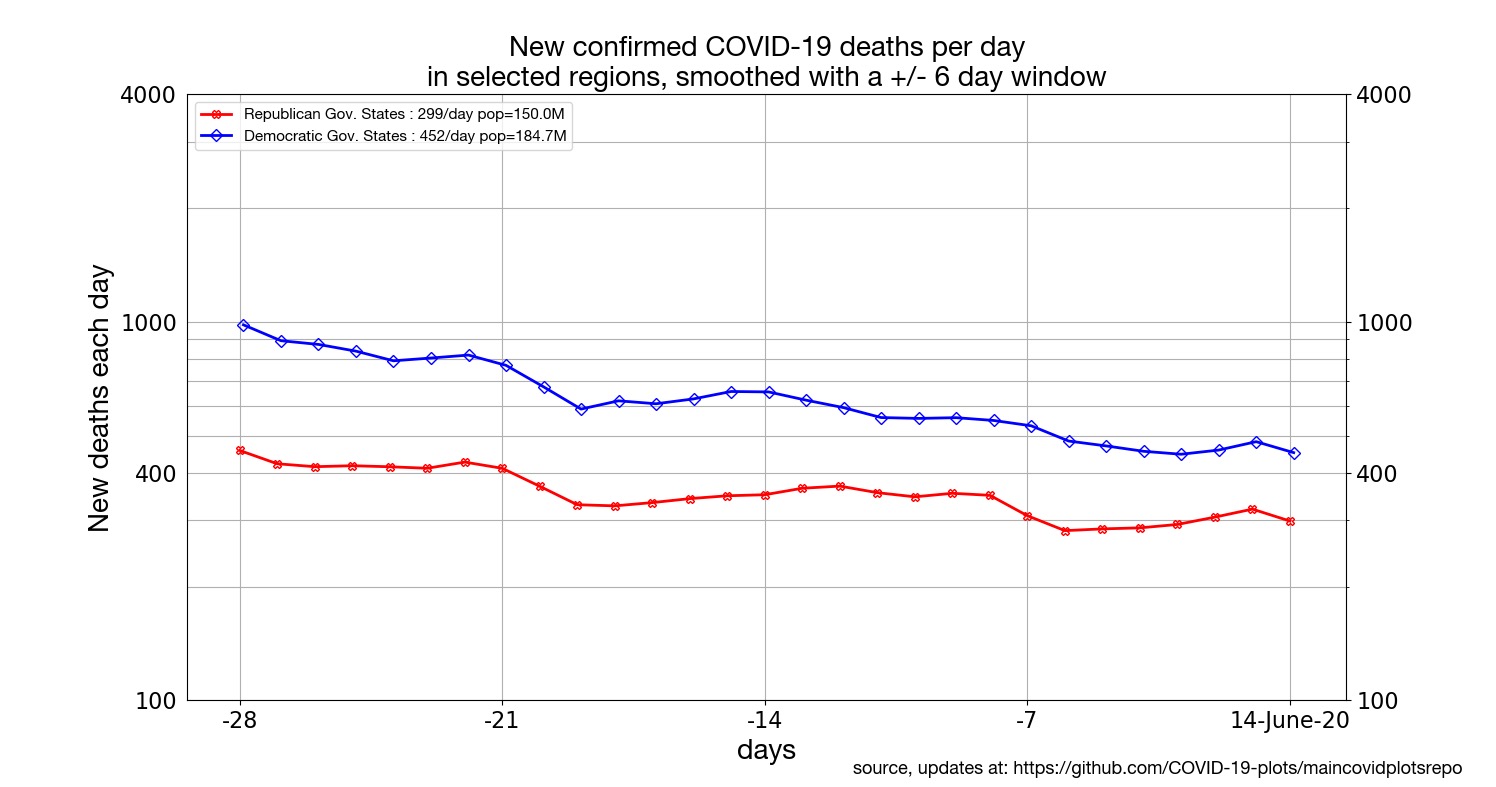 New confirmed COVID-19 deaths per day
in selected regions, smoothed with a +/- 6 day window
4000
4000
Republican Gov. States : 299/day pop=150.0M
Democratic Gov. States : 452/day pop=184.7M
New deaths each day
1000
1000
400
400
100
100
-28
-21
-14
-7
14-June-20
days
source, updates at: https://github.com/COVID-19-plots/maincovidplotsrepo